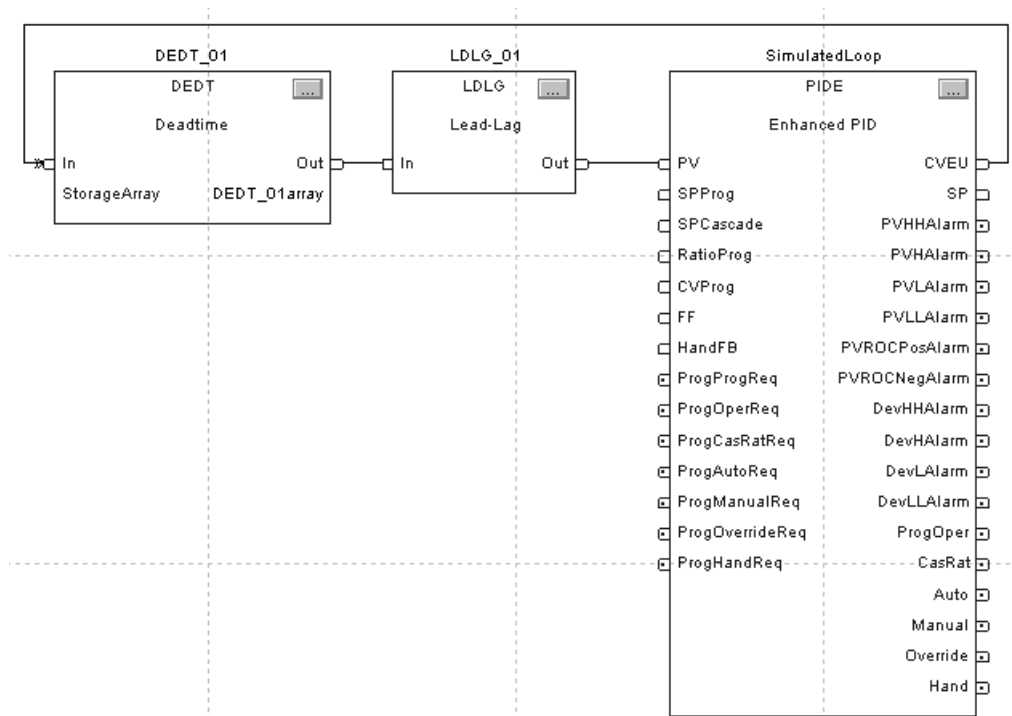 DEDT_01
DEDT
...
Deadtime
In Out
StorageArray DEDT_01array
LDLG_01
LDLG
...
Lead-Lag
In Out
SimulatedLoop
PIDE
...
Enhanced PID
PV CVEU
SPProg SP
SPCascade PVHHAlarm
RatioProg PVHAlarm
CVProg PVLAlarm
FF PVLLAlarm
HandFB PVROCPosAlarm
ProgProgReq PVROCNegAlarm
ProgOperReq DevHHAlarm
ProgCasRatReq DevHAlarm
ProgAutoReq DevLAlarm
ProgManualReq DevLLAlarm
ProgOverrideReq ProgOper
ProgHandReq CasRat
Auto
Manual
Override
Hand